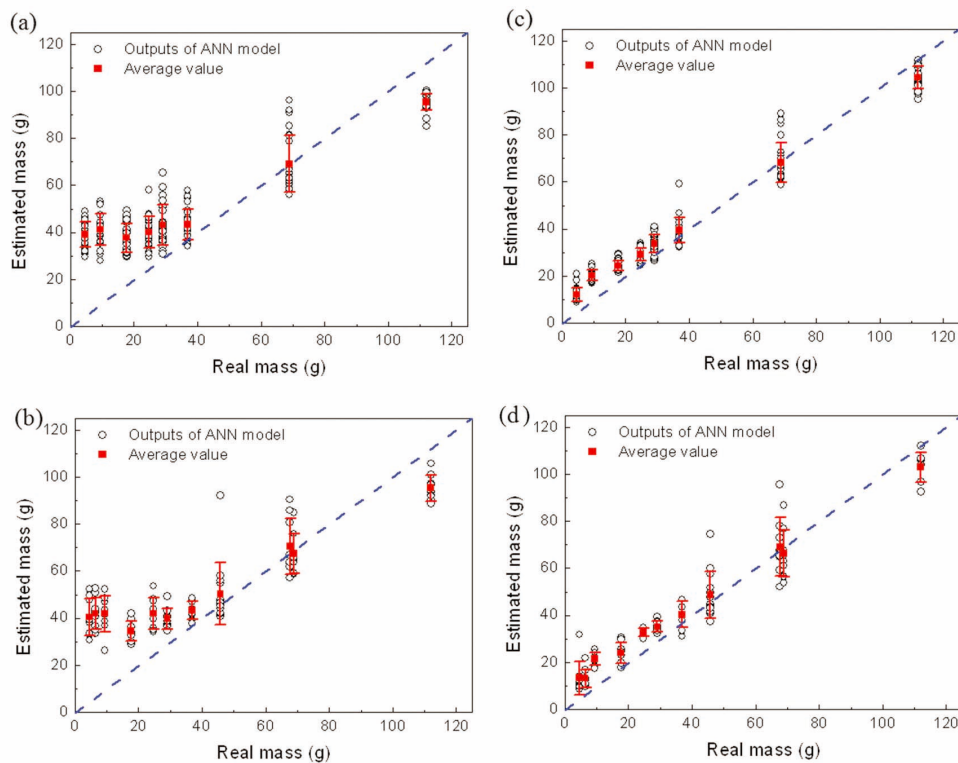 (a)
120
100
80
60
40
20
0
Estimated mass (g)
Outputs of ANN model
Average value
0 20 40 60 80 100 120
Real mass (g)
(c)
120
100
80
60
40
20
0
Estimated mass (g)
Outputs of ANN model
Average value
0 20 40 60 80 100 120
Real mass (g)
(b)
120
100
80
60
40
20
0
Estimated mass (g)
Outputs of ANN model
Average value
0 20 40 60 80 100 120
Real mass (g)
(d)
120
100
80
60
40
20
0
Estimated mass (g)
Outputs of ANN model
Average value
0 20 40 60 80 100 120
Real mass (g)